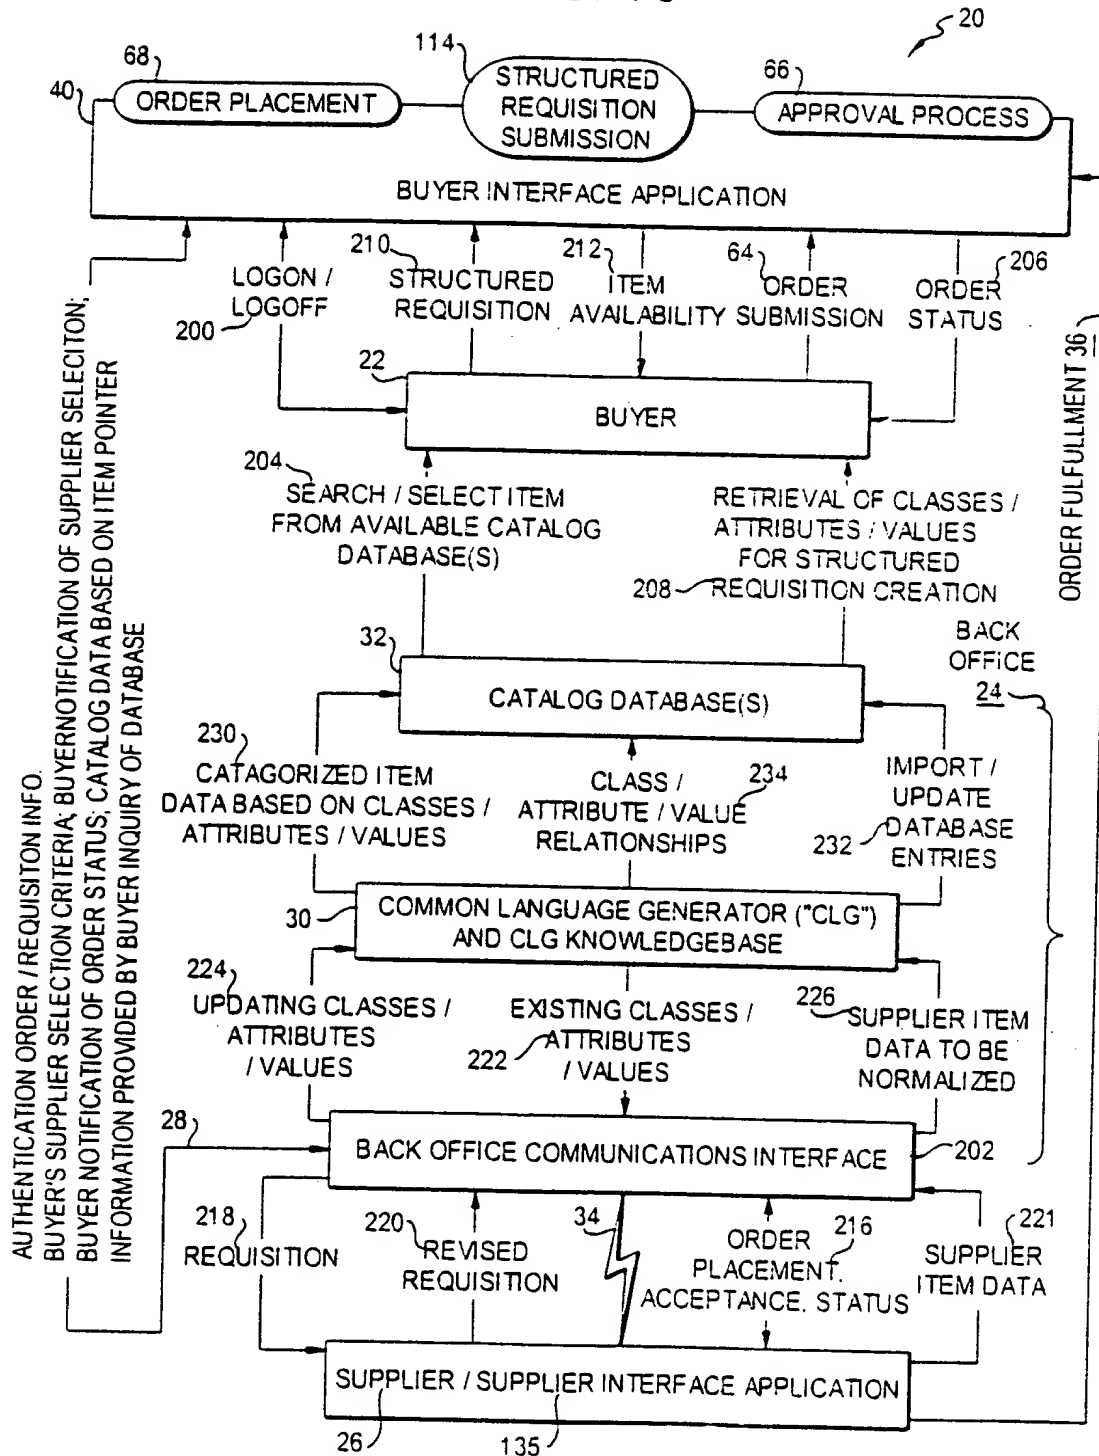 20
114
68
66
40
ORDER PLACEMENT
STRUCTURED
REQUISITION
SUBMISSION
APPROVAL PROCESS
BUYER INTERFACE APPLICATION
LOGON /
LOGOFF
200
210
STRUCTURED
REQUISITION
212
ITEM
AVAILABILITY
64
ORDER
SUBMISSION
206
ORDER
STATUS
22
BUYER
204
SEARCH / SELECT ITEM
FROM AVAILABLE CATALOG
DATABASE(S)
RETRIEVAL OF CLASSES /
ATTRIBUTES / VALUES
FOR STRUCTURED
208 REQUISITION CREATION
ORDER FULFULLMENT 36
BACK
OFFICE
24
32
CATALOG DATABASE(S)
230
CATAGORIZED ITEM
DATA BASED ON CLASSES /
ATTRIBUTES / VALUES
CLASS /
ATTRIBUTE / VALUE
RELATIONSHIPS
234
IMPORT /
UPDATE
DATABASE
ENTRIES
232
30
COMMON LANGUAGE GENERATOR ("CLG")
AND CLG KNOWLEDGEBASE
224
UPDATING CLASSES /
ATTRIBUTES
/ VALUES
EXISTING CLASSES /
ATTRIBUTES
/ VALUES
222
226
SUPPLIER ITEM
DATA TO BE
NORMALIZED
28
BACK OFFICE COMMUNICATIONS INTERFACE
202
218
REQUISITION
220
REVISED
REQUISITION
34
ORDER
PLACEMENT,
ACCEPTANCE, STATUS
216
221
SUPPLIER
ITEM DATA
SUPPLIER / SUPPLIER INTERFACE APPLICATION
26
135
AUTHENTICATION ORDER / REQUISITON INFO.
BUYER'S SUPPLIER SELECTION CRITERIA; BUYERNOTIFICATION OF SUPPLIER SELECITON;
BUYER NOTIFICATION OF ORDER STATUS; CATALOG DATA BASED ON ITEM POINTER
INFORMATION PROVIDED BY BUYER INQUIRY OF DATABASE